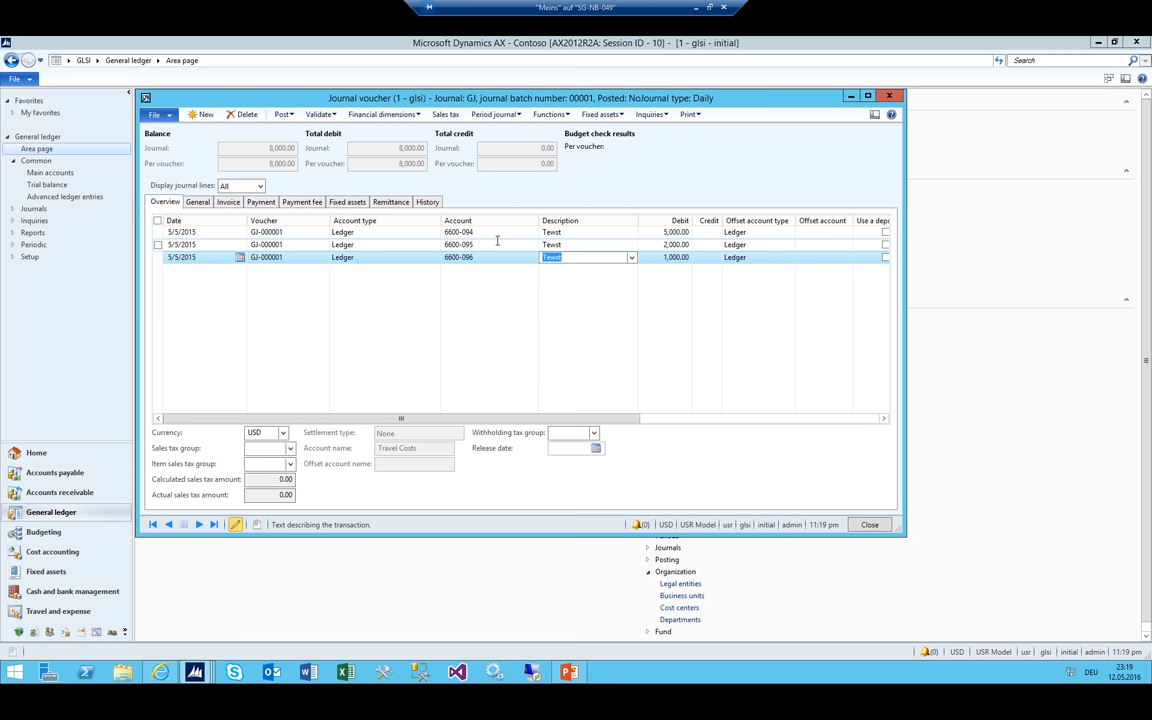 "Meins" auf "SG-NB-049"
Microsoft Dynamics AX - Contoso [AX2012R2A: Session ID - 10] - [1 - glsi - initial]
GLSI General ledger Area page
Search
File
Favorites
My favorites
General ledger
Area page
Common
Main accounts
Trial balance
Advanced ledger entries
Journals
Inquiries
Reports
Periodic
Setup
Journal voucher (1 - glsi) - Journal: GJ, journal batch number: 00001, Posted: NoJournal type: Daily
File New Delete Post Validate Financial dimensions Sales tax Period journal Functions Fixed assets Inquiries Print
Balance Total debit Total credit Budget check results
Journal: 8,000.00 Journal: 8,000.00 Journal: 0.00 Per voucher:
Per voucher: 8,000.00 Per voucher: 8,000.00 Per voucher: 0.00
Display journal lines: All
Overview General Invoice Payment Payment fee Fixed assets Remittance History
Date Voucher Account type Account Description Debit Credit Offset account type Offset account Use a depo
5/5/2015 GJ-000001 Ledger 6600-094 Tewst 5,000.00 Ledger
5/5/2015 GJ-000001 Ledger 6600-095 Tewst 2,000.00 Ledger
5/5/2015 GJ-000001 Ledger 6600-096 Tewst 1,000.00 Ledger
Currency: USD Settlement type: None Withholding tax group:
Sales tax group: Account name: Travel Costs Release date:
Item sales tax group: Offset account name:
Calculated sales tax amount: 0.00
Actual sales tax amount: 0.00
Text describing the transaction. (0) USD USR Model usr glsi initial admin 11:19 pm Close
Journals
Posting
Organization
Legal entities
Business units
Cost centers
Departments
Fund
Home
Accounts payable
Accounts receivable
General ledger
Budgeting
Cost accounting
Fixed assets
Cash and bank management
Travel and expense
(0) USD USR Model usr glsi initial admin 11:19 pm
DEU
23:19
12.05.2016